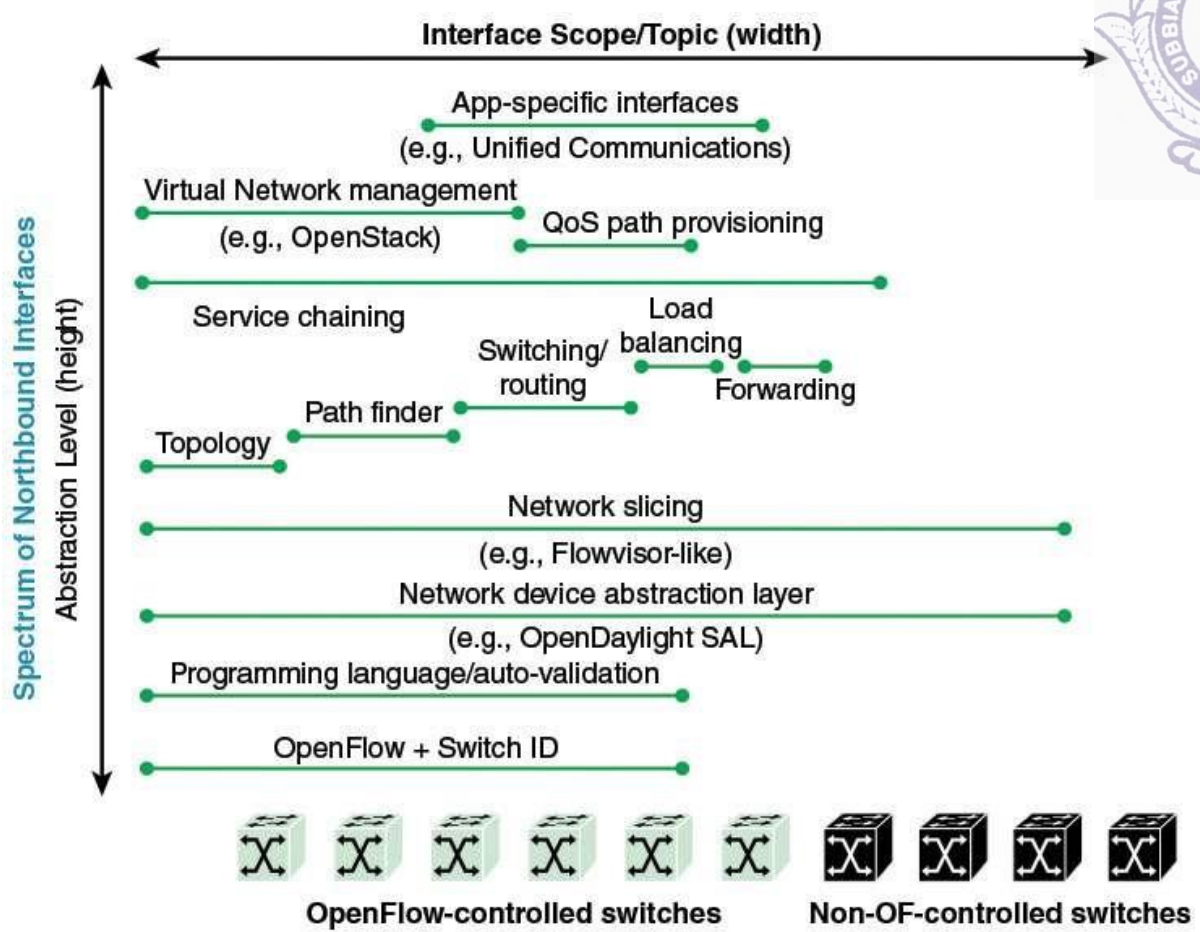 Interface Scope/Topic (width)
SUBBIA
App-specific interfaces
(e.g., Unified Communications)
Virtual Network management
(e.g., OpenStack)
QoS path provisioning
Service chaining
Load
balancing
Switching/
routing
Forwarding
Path finder
Topology
Network slicing
(e.g., Flowvisor-like)
Network device abstraction layer
(e.g., OpenDaylight SAL)
Programming language/auto-validation
OpenFlow + Switch ID
Spectrum of Northbound Interfaces
Abstraction Level (height)
OpenFlow-controlled switches
Non-OF-controlled switches